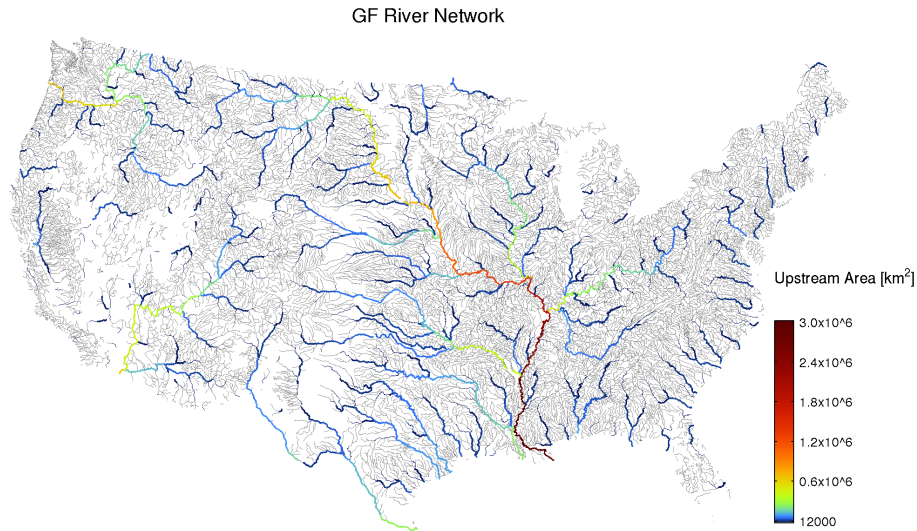 GF River Network
Upstream Area [km²]
3.0x10^6
2.4x10^6
1.8x10^6
1.2x10^6
0.6x10^6
12000